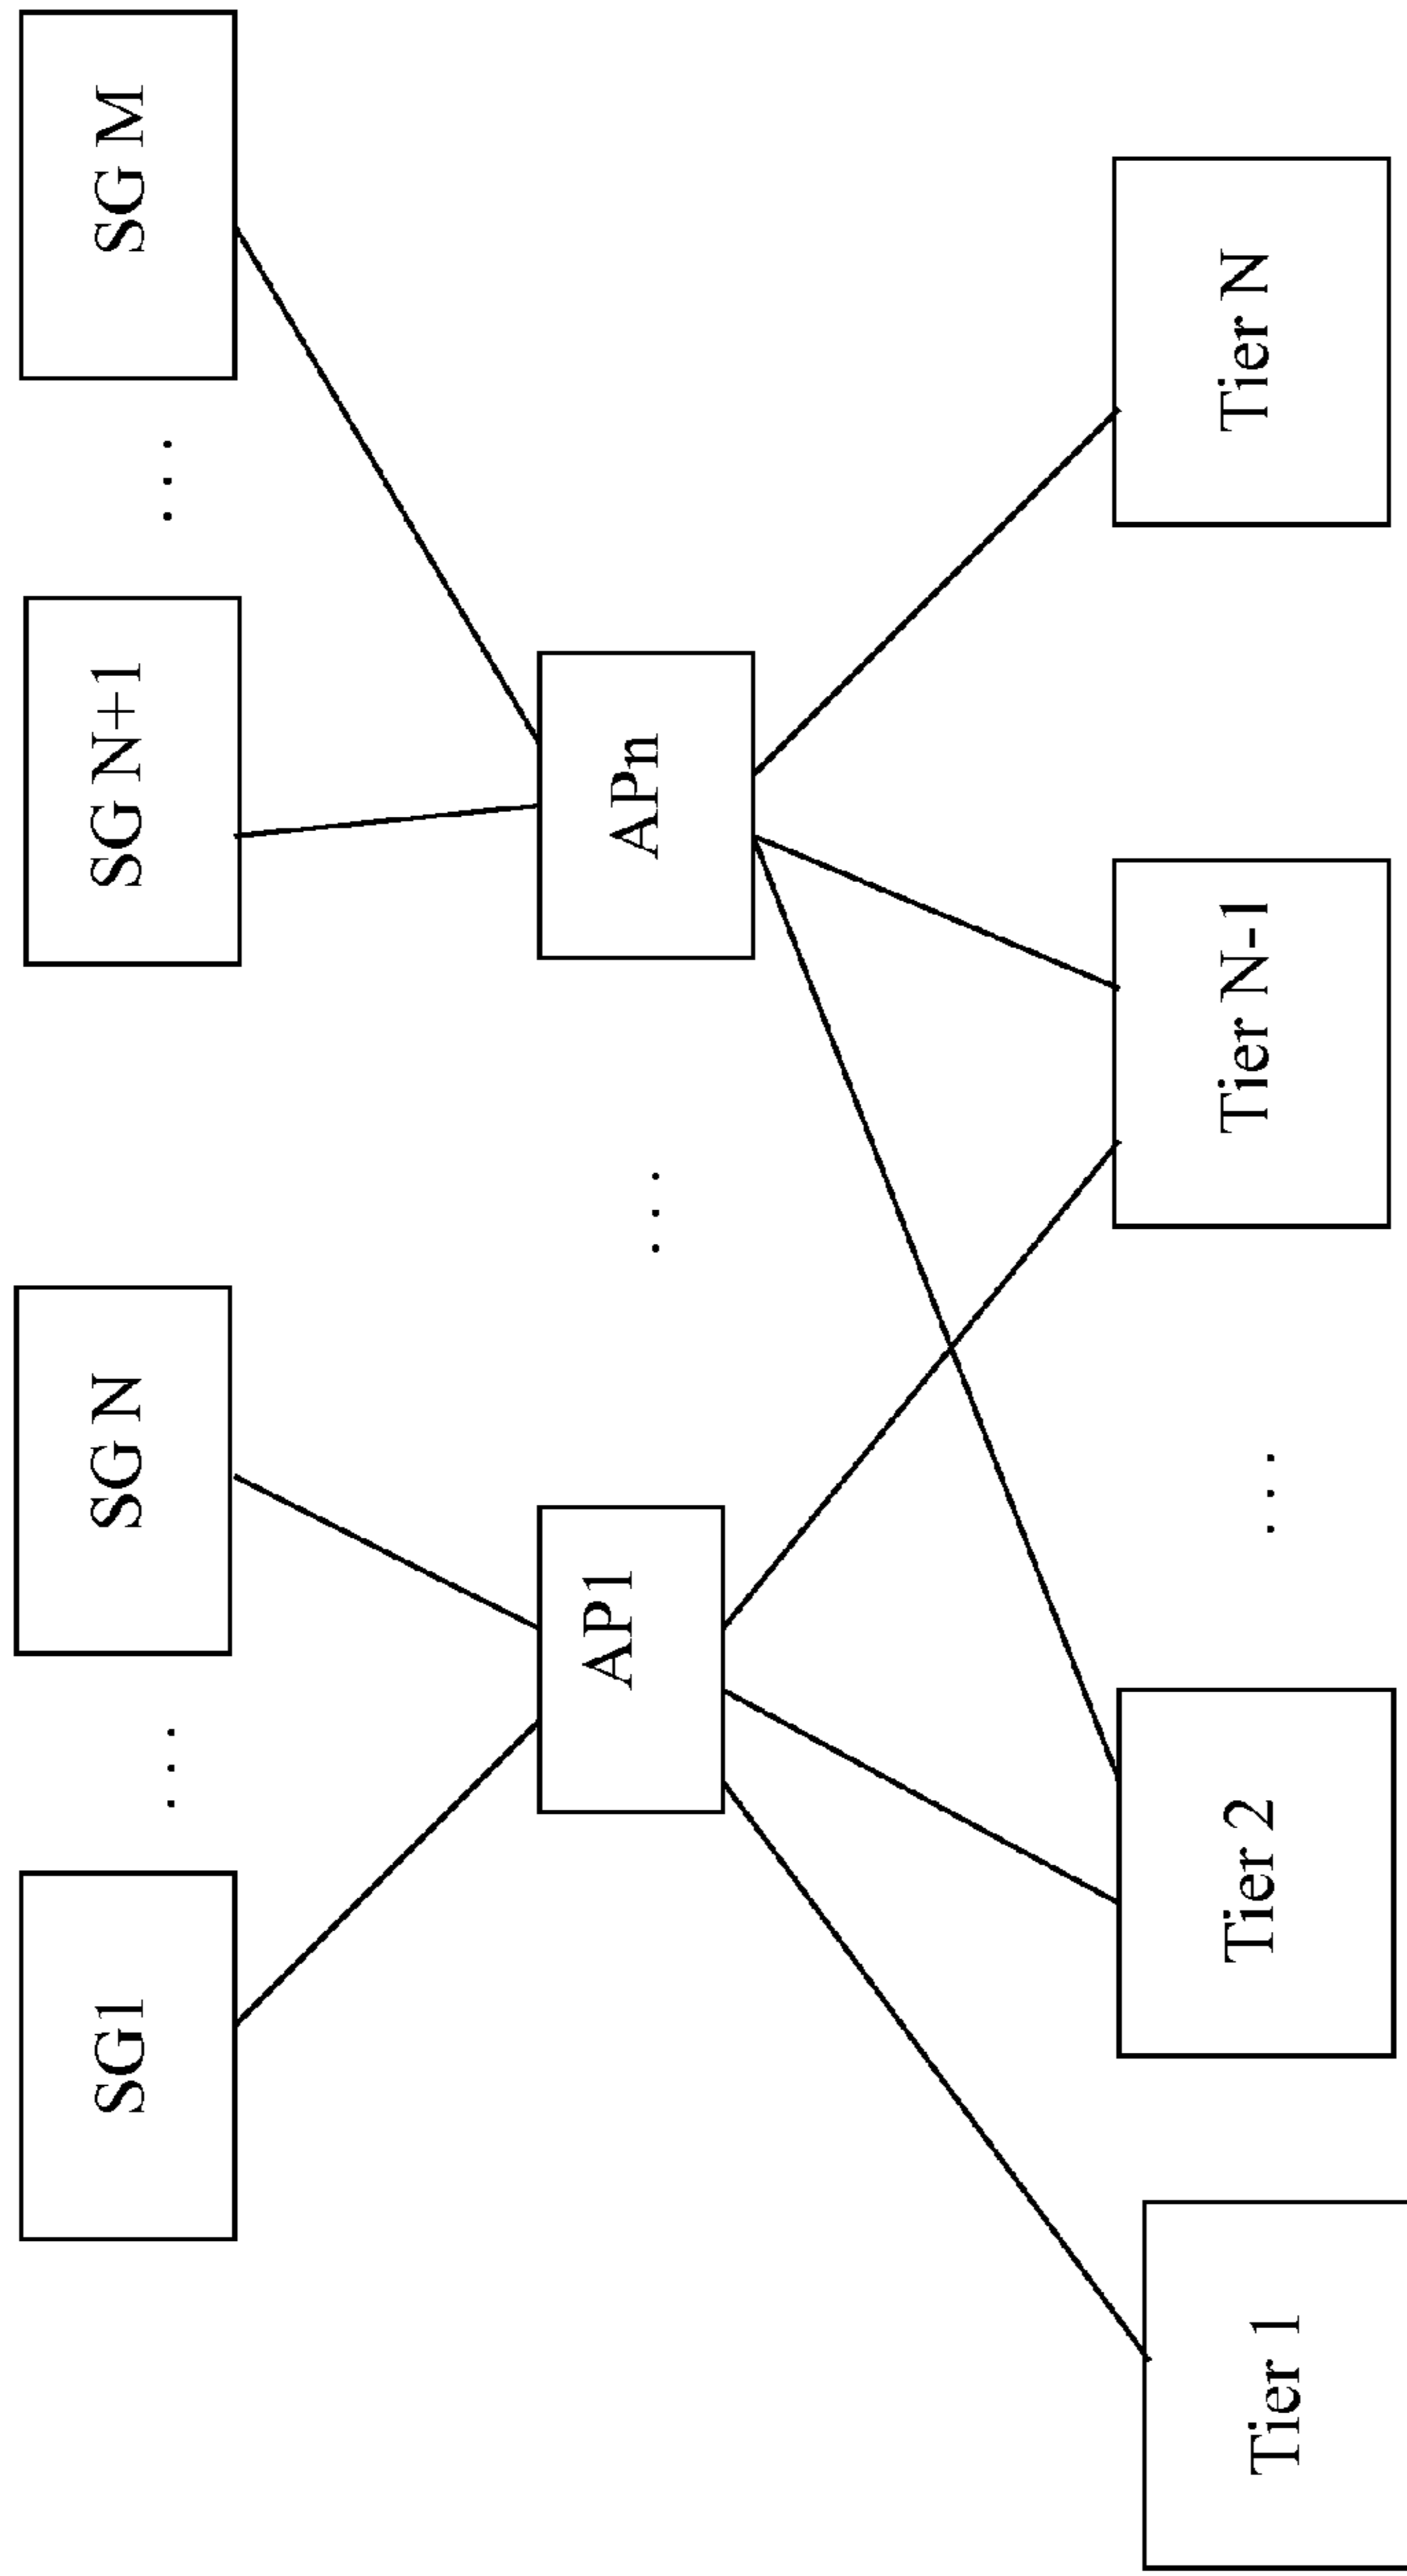 SG1
. . .
SG N
SG N+1
. . .
SG M
AP1
. . .
APn
Tier 1
Tier 2
. . .
Tier N-1
Tier N